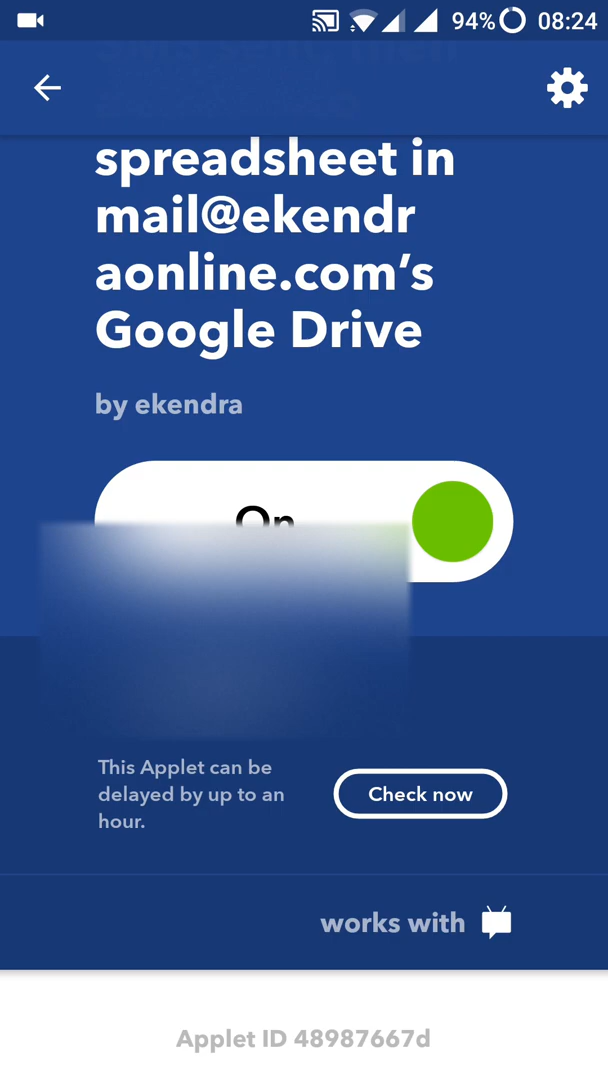 94% 08:24
spreadsheet in
mail@ekendr
aonline.com’s
Google Drive
by ekendra
On
This Applet can be
delayed by up to an
hour.
Check now
works with
Applet ID 48987667d